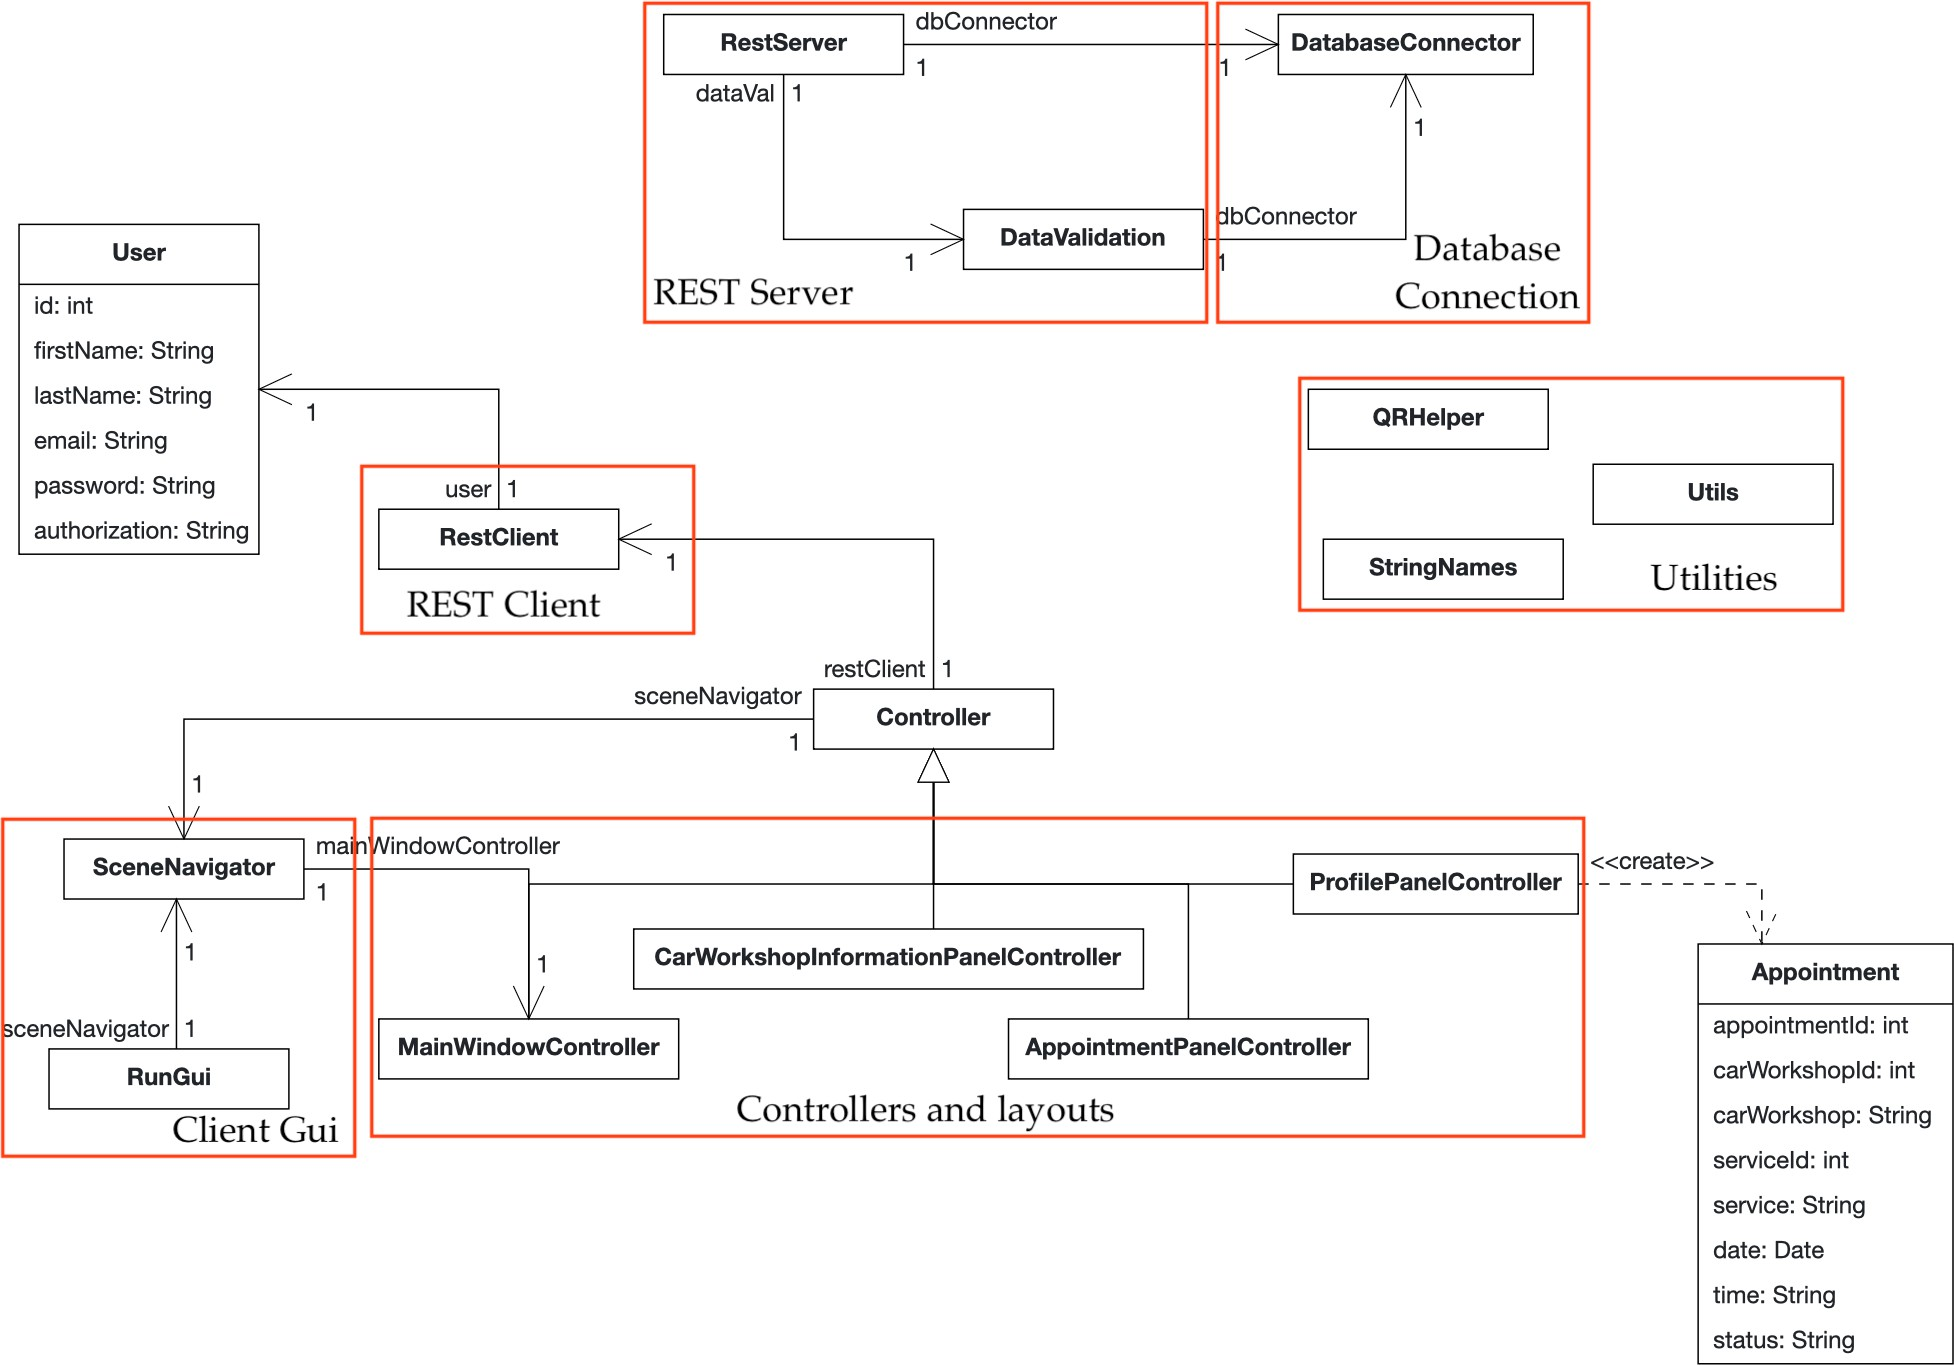 RestServer
dbConnector
1
1
DatabaseConnector
dataVal
1
1
DataValidation
dbConnector
1
1
REST Server
Database
Connection
User
id: int
firstName: String
lastName: String
email: String
password: String
authorization: String
1
user
1
RestClient
1
REST Client
QRHelper
Utils
StringNames
Utilities
restClient
1
sceneNavigator
1
Controller
1
SceneNavigator
mainWindowController
1
1
sceneNavigator
1
RunGui
Client Gui
1
MainWindowController
CarWorkshopInformationPanelController
AppointmentPanelController
ProfilePanelController
Controllers and layouts
<<create>>
Appointment
appointmentId: int
carWorkshopId: int
carWorkshop: String
serviceId: int
service: String
date: Date
time: String
status: String